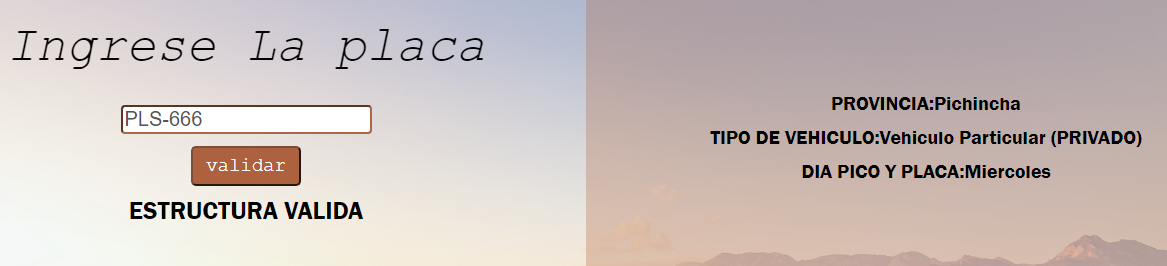 Ingrese La placa
PLS-666
validar
ESTRUCTURA VALIDA
PROVINCIA:Pichincha
TIPO DE VEHICULO:Vehiculo Particular (PRIVADO)
DIA PICO Y PLACA:Miercoles